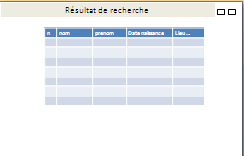 Résultat de recherche
n nom prenom Date naissance Lieu...